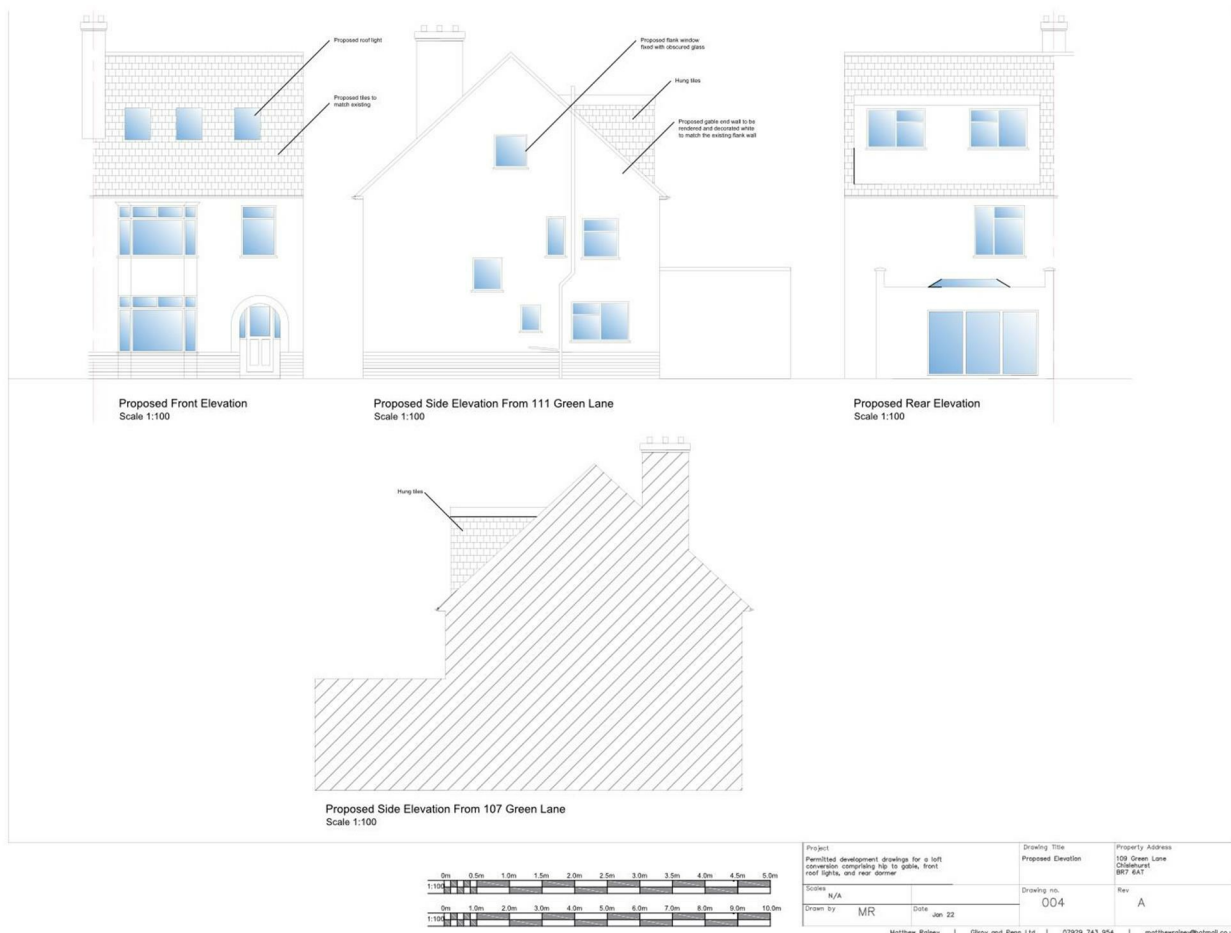 Proposed roof light
Proposed tiles to
match existing
Proposed flank window
fixed with obscured glass
Hung tiles
Proposed gable end wall to be
rendered and decorated white
to match the existing flank wall
Proposed Front Elevation
Scale 1:100
Proposed Side Elevation From 111 Green Lane
Scale 1:100
Proposed Rear Elevation
Scale 1:100
Hung tiles
Proposed Side Elevation From 107 Green Lane
Scale 1:100
0m 0.5m 1.0m 1.5m 2.0m 2.5m 3.0m 3.5m 4.0m 4.5m 5.0m
1:100
0m 1.0m 2.0m 3.0m 4.0m 5.0m 6.0m 7.0m 8.0m 9.0m 10.0m
1:100
Project
Permitted development drawings for a loft
conversion comprising hip to gable, front
roof lights, and rear dormer
Drawing Title
Proposed Elevation
Property Address
109 Green Lane
Chislehurst
BR7 6AT
Scales
N/A
Drawing no.
004
Rev
A
Drawn by MR
Date Jan 22
Matthew